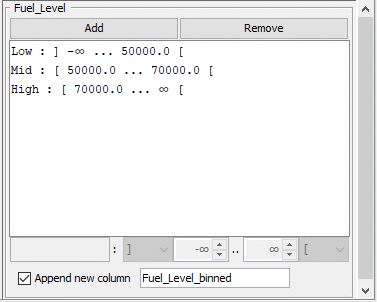 Fuel_Level
Add Remove
Low : ] -∞ ... 50000.0 [
Mid : [ 50000.0 ... 70000.0 [
High : [ 70000.0 ... ∞ [
: ] -∞ .. ∞ [
Append new column Fuel_Level_binned